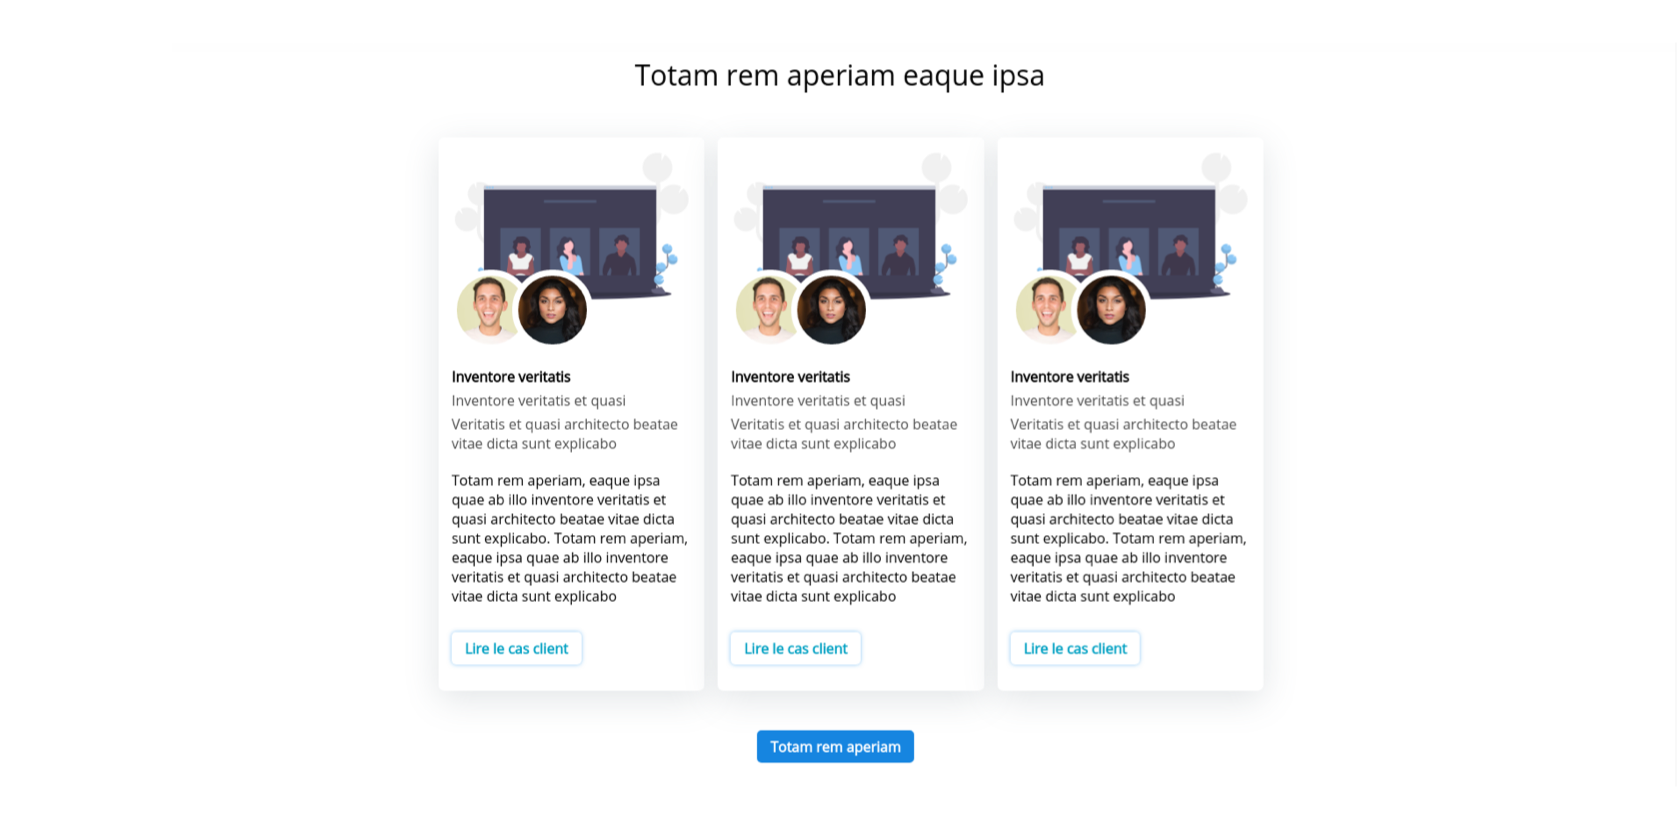 Totam rem aperiam eaque ipsa
Inventore veritatis
Inventore veritatis et quasi
Veritatis et quasi architecto beatae
vitae dicta sunt explicabo
Totam rem aperiam, eaque ipsa
quae ab illo inventore veritatis et
quasi architecto beatae vitae dicta
sunt explicabo. Totam rem aperiam,
eaque ipsa quae ab illo inventore
veritatis et quasi architecto beatae
vitae dicta sunt explicabo
Lire le cas client
Inventore veritatis
Inventore veritatis et quasi
Veritatis et quasi architecto beatae
vitae dicta sunt explicabo
Totam rem aperiam, eaque ipsa
quae ab illo inventore veritatis et
quasi architecto beatae vitae dicta
sunt explicabo. Totam rem aperiam,
eaque ipsa quae ab illo inventore
veritatis et quasi architecto beatae
vitae dicta sunt explicabo
Lire le cas client
Inventore veritatis
Inventore veritatis et quasi
Veritatis et quasi architecto beatae
vitae dicta sunt explicabo
Totam rem aperiam, eaque ipsa
quae ab illo inventore veritatis et
quasi architecto beatae vitae dicta
sunt explicabo. Totam rem aperiam,
eaque ipsa quae ab illo inventore
veritatis et quasi architecto beatae
vitae dicta sunt explicabo
Lire le cas client
Totam rem aperiam